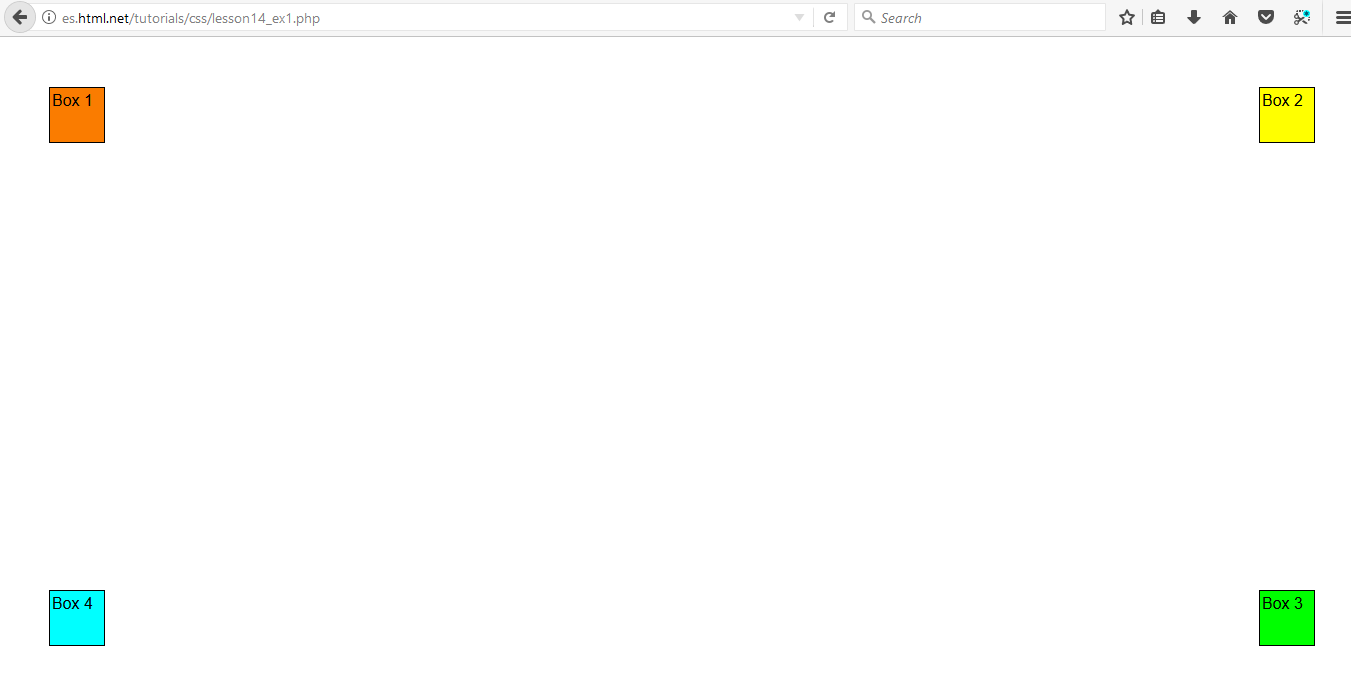 es.html.net/tutorials/css/lesson14_ex1.php
Search
Box 1
Box 2
Box 4
Box 3